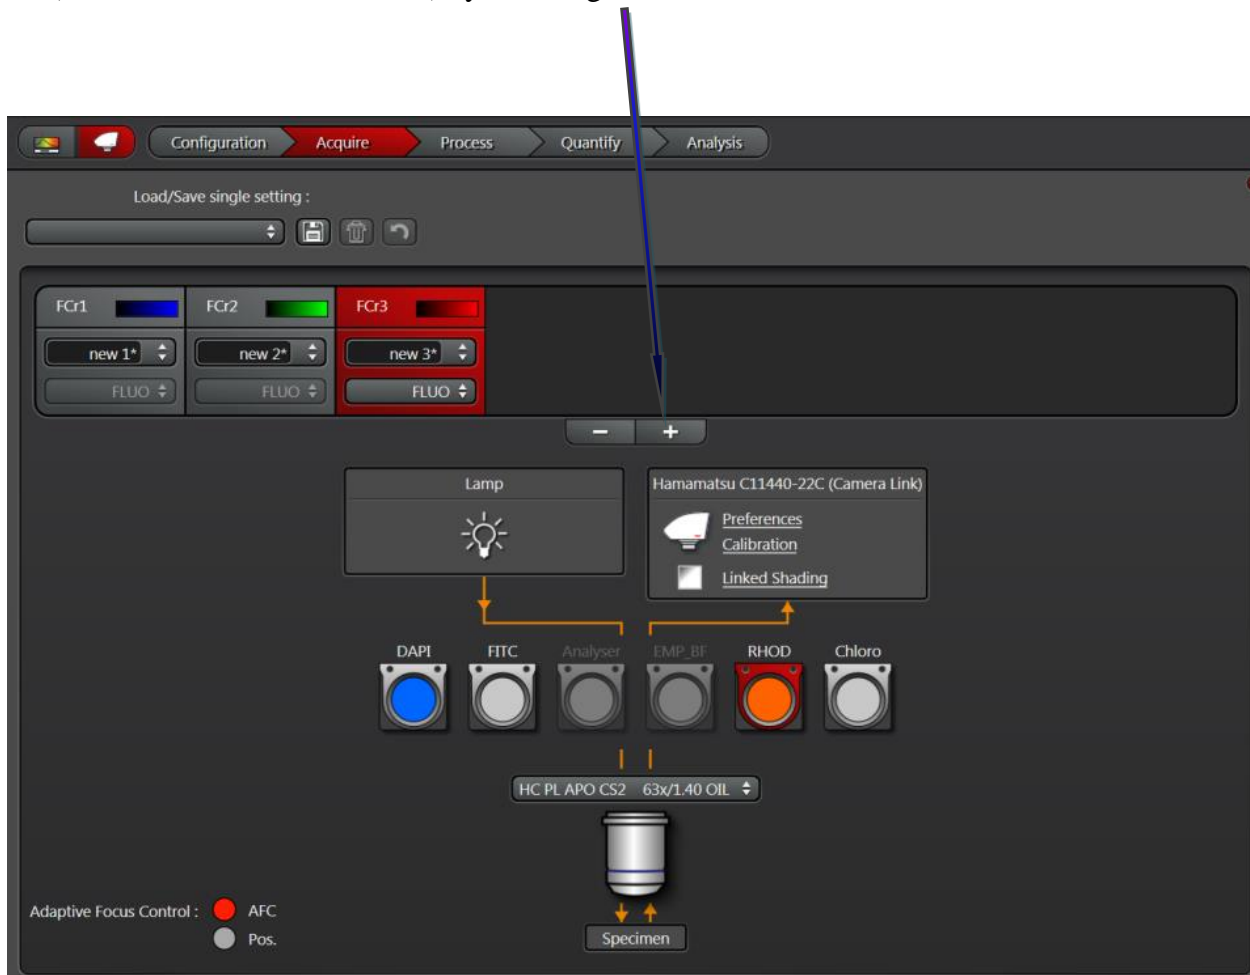 Configuration Acquire Process Quantify Analysis
Load/Save single setting :
FCr1 FCr2 FCr3
new 1* new 2* new 3*
FLUO FLUO FLUO
− +
Lamp Hamamatsu C11440-22C (Camera Link)
Preferences
Calibration
Linked Shading
DAPI FITC Analyser EMP_BF RHOD Chloro
HC PL APO CS2 63x/1.40 OIL
Adaptive Focus Control : AFC
Pos.
Specimen